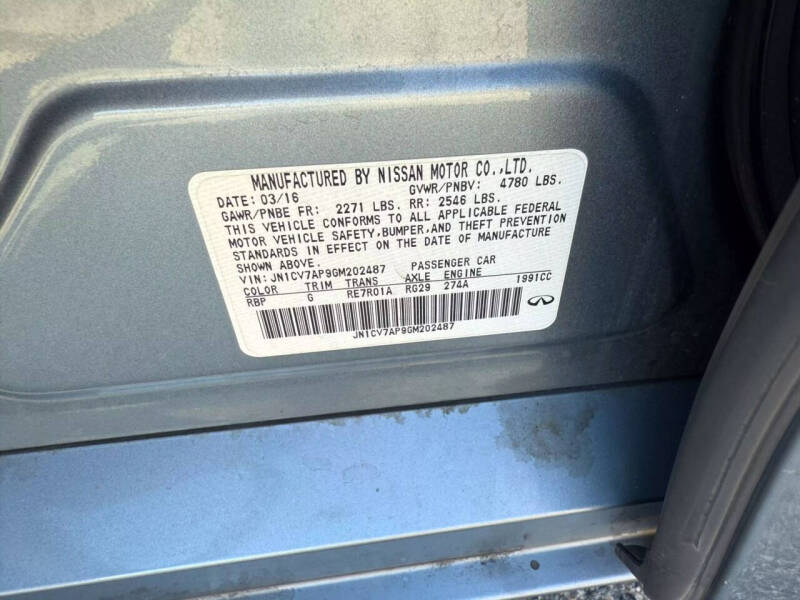 MANUFACTURED BY NISSAN MOTOR CO.,LTD.
DATE: 03/16 GVWR/PNBV: 4780 LBS.
GAWR/PNBE FR: 2271 LBS. RR: 2546 LBS.
THIS VEHICLE CONFORMS TO ALL APPLICABLE FEDERAL
MOTOR VEHICLE SAFETY,BUMPER,AND THEFT PREVENTION
STANDARDS IN EFFECT ON THE DATE OF MANUFACTURE
SHOWN ABOVE.
VIN: JN1CV7AP9GM202487 PASSENGER CAR
COLOR TRIM TRANS AXLE ENGINE
RBP G RE7R01A RG29 274A 1991CC
JN1CV7AP9GM202487